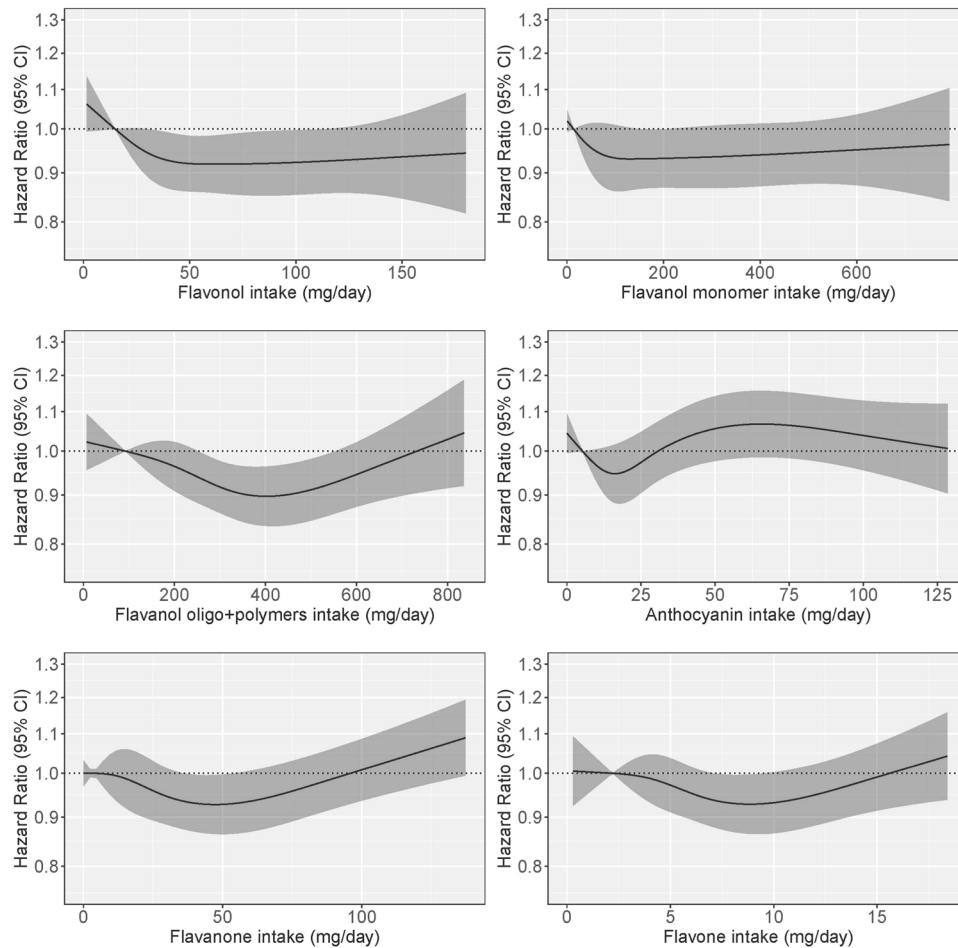 1.3
1.2
1.1
1.0
0.9
0.8
Hazard Ratio (95% CI)
0 50 100 150
Flavonol intake (mg/day)
1.3
1.2
1.1
1.0
0.9
0.8
Hazard Ratio (95% CI)
0 200 400 600
Flavanol monomer intake (mg/day)
1.3
1.2
1.1
1.0
0.9
0.8
Hazard Ratio (95% CI)
0 200 400 600 800
Flavanol oligo+polymers intake (mg/day)
1.3
1.2
1.1
1.0
0.9
0.8
Hazard Ratio (95% CI)
0 25 50 75 100 125
Anthocyanin intake (mg/day)
1.3
1.2
1.1
1.0
0.9
0.8
Hazard Ratio (95% CI)
0 50 100
Flavanone intake (mg/day)
1.3
1.2
1.1
1.0
0.9
0.8
Hazard Ratio (95% CI)
0 5 10 15
Flavone intake (mg/day)